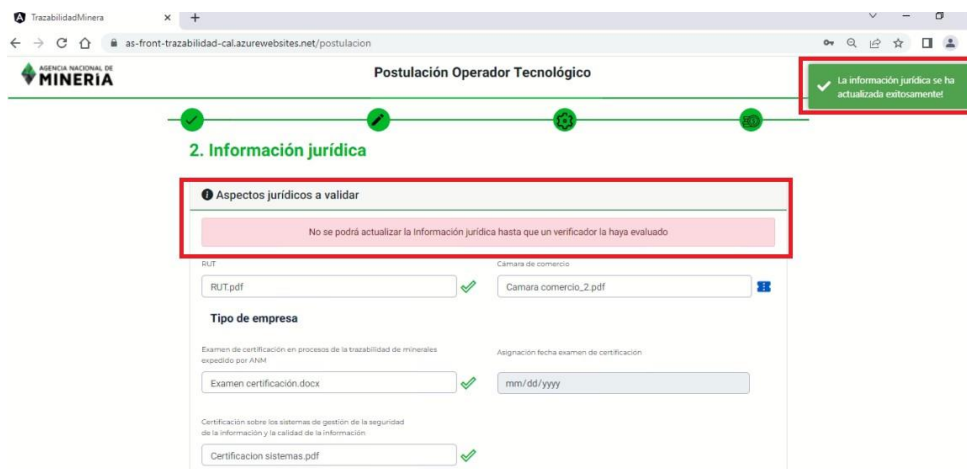 TrazabilidadMinera
as-front-trazabilidad-cal.azurewebsites.net/postulacion
AGENCIA NACIONAL DE
MINERÍA
Postulación Operador Tecnológico
La información jurídica se ha
actualizada exitosamente!
2. Información jurídica
Aspectos jurídicos a validar
No se podrá actualizar la Información jurídica hasta que un verificador la haya evaluado
RUT
Cámara de comercio
RUT.pdf
Camara comercio_2.pdf
Tipo de empresa
Examen de certificación en procesos de la trazabilidad de minerales
expedido por ANM
Asignación fecha examen de certificación
Examen certificación.docx
mm/dd/yyyy
Certificación sobre los sistemas de gestión de la seguridad
de la información y la calidad de la información
Certificacion sistemas.pdf